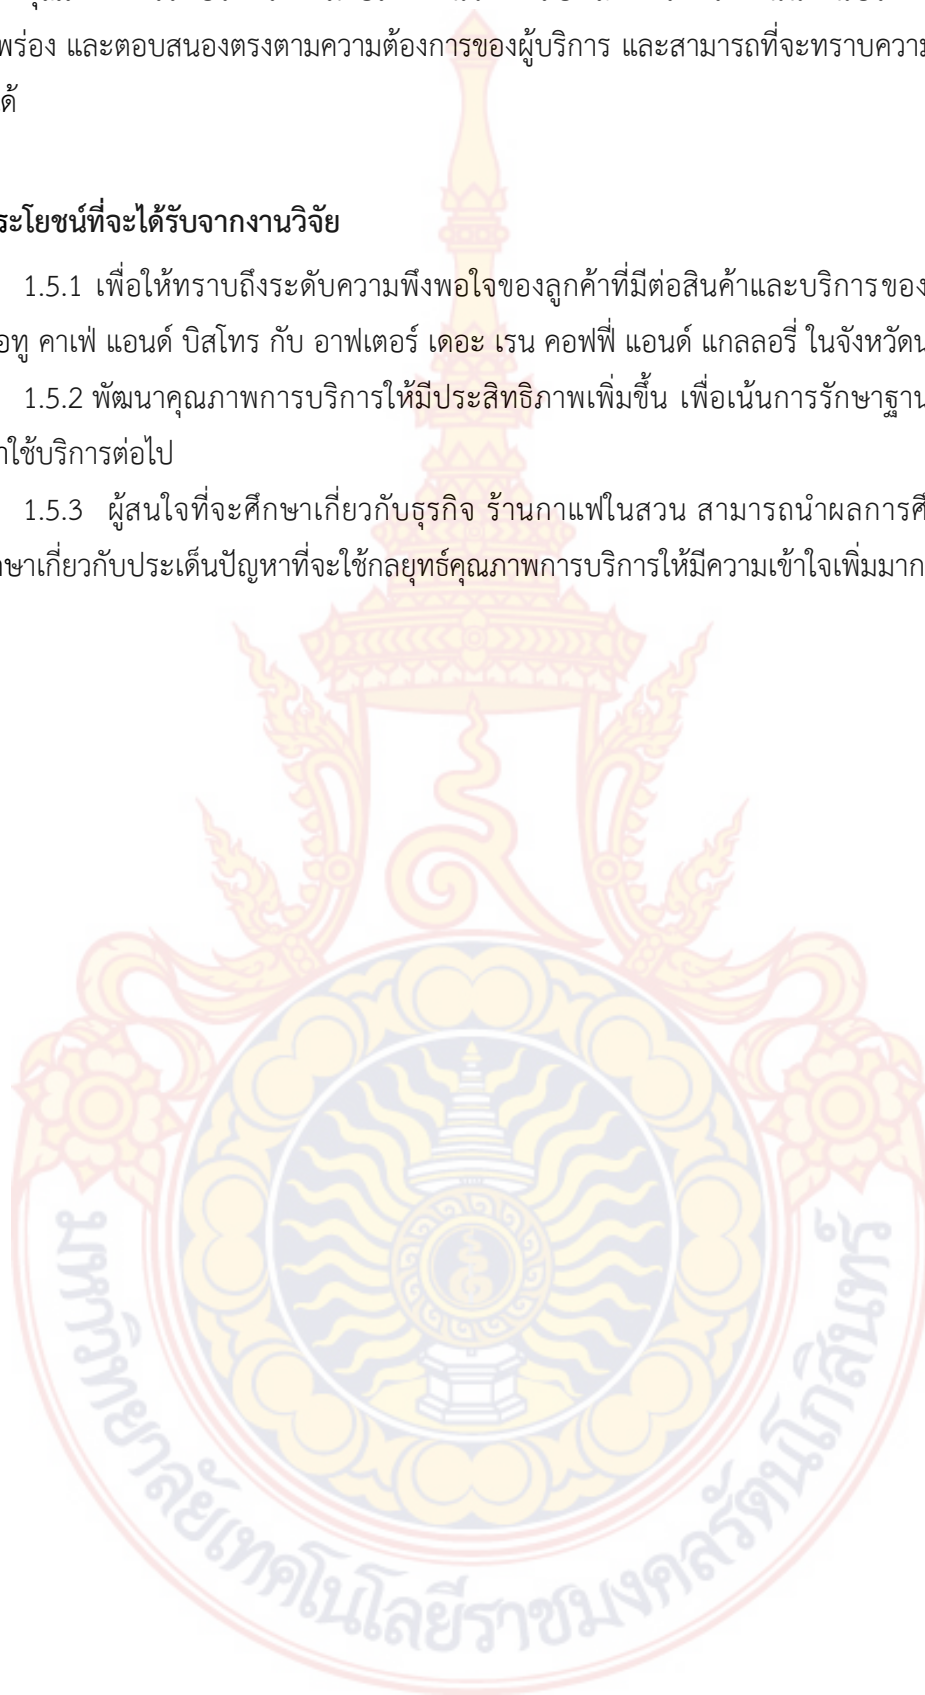 พร่อง และตอบสนองตรงตามความต้องการของผู้บริการ และสามารถที่จะทราบความ
ด้
ระโยชน์ที่จะได้รับจากงานวิจัย
1.5.1 เพื่อให้ทราบถึงระดับความพึงพอใจของลูกค้าที่มีต่อสินค้าและบริการของ
อทู คาเฟ่ แอนด์ บิสโทร กับ อาฟเตอร์ เดอะ เรน คอฟฟี่ แอนด์ แกลลอรี่ ในจังหวัดน
1.5.2 พัฒนาคุณภาพการบริการให้มีประสิทธิภาพเพิ่มขึ้น เพื่อเน้นการรักษาฐาน
าใช้บริการต่อไป
1.5.3 ผู้สนใจที่จะศึกษาเกี่ยวกับธุรกิจ ร้านกาแฟในสวน สามารถนำผลการศึ
กษาเกี่ยวกับประเด็นปัญหาที่จะใช้กลยุทธ์คุณภาพการบริการให้มีความเข้าใจเพิ่มมาก
มหาวิทยาลัยเทคโนโลยีราชมงคลรัตนโกสินทร์